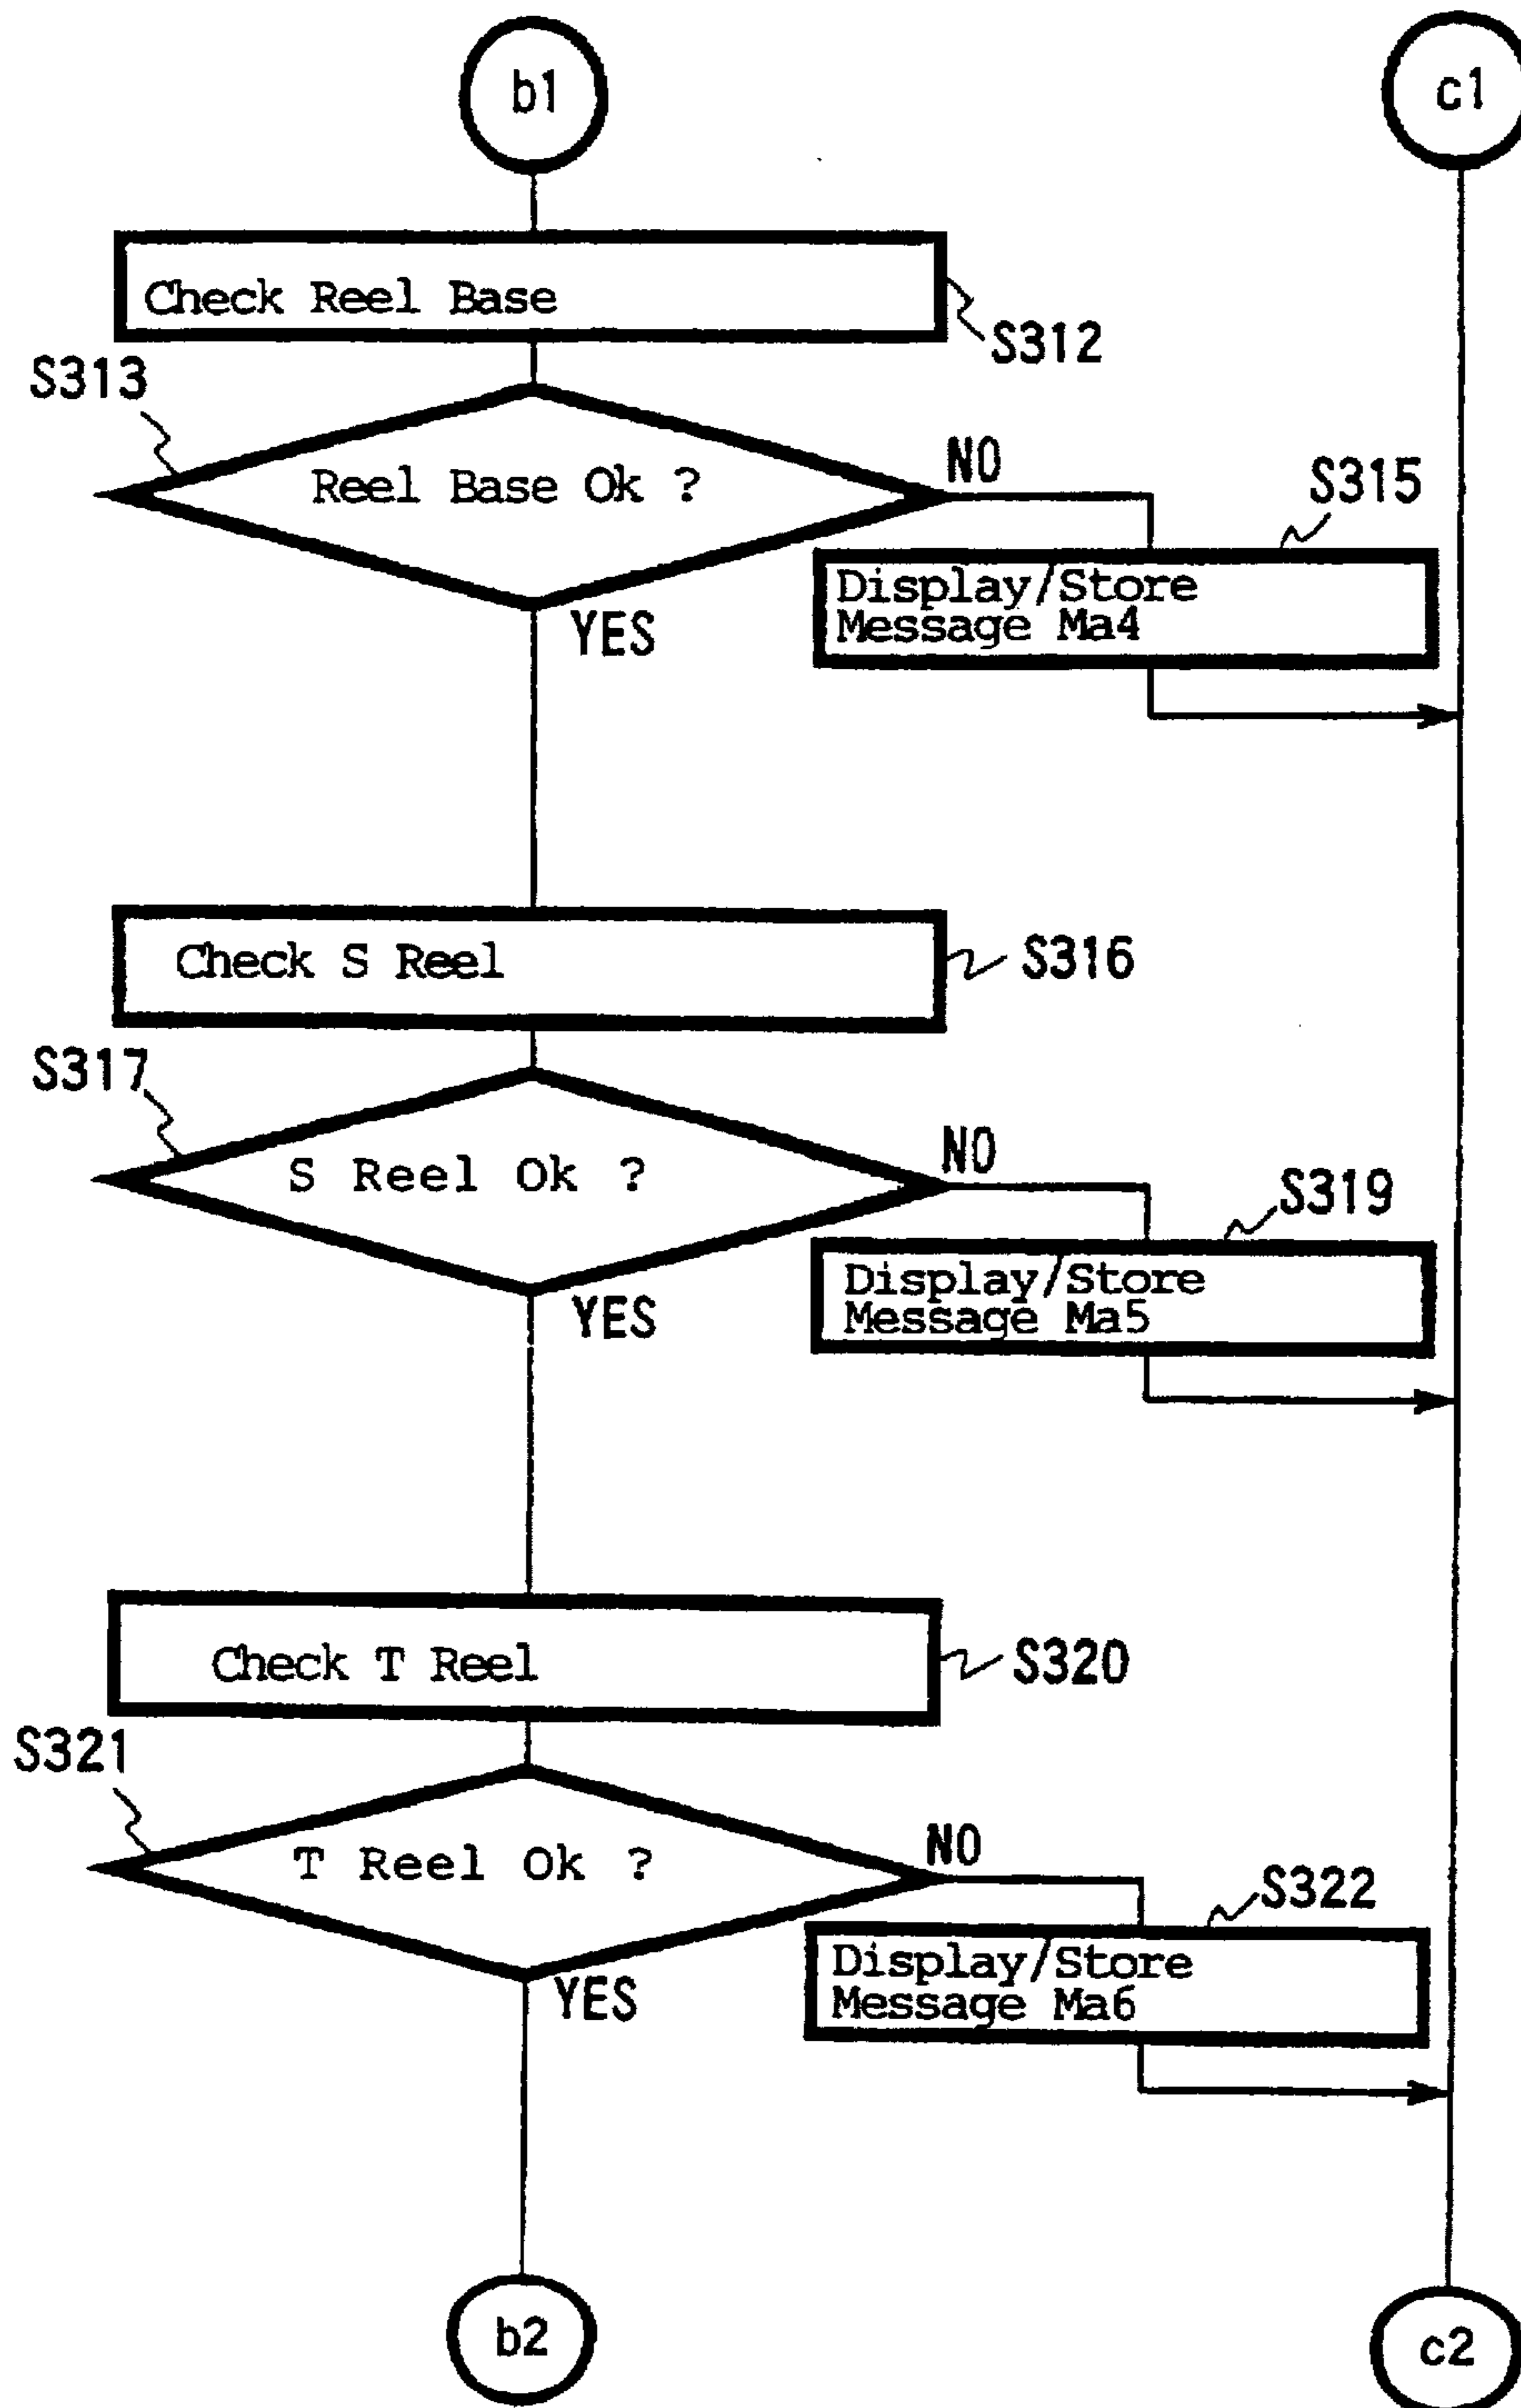 b1
c1
Check Reel Base
S312
S313
Reel Base Ok ?
NO
S315
Display/Store
Message Ma4
YES
Check S Reel
S316
S317
S Reel Ok ?
NO
S319
Display/Store
Message Ma5
YES
Check T Reel
S320
S321
T Reel Ok ?
NO
S322
Display/Store
Message Ma6
YES
b2
c2